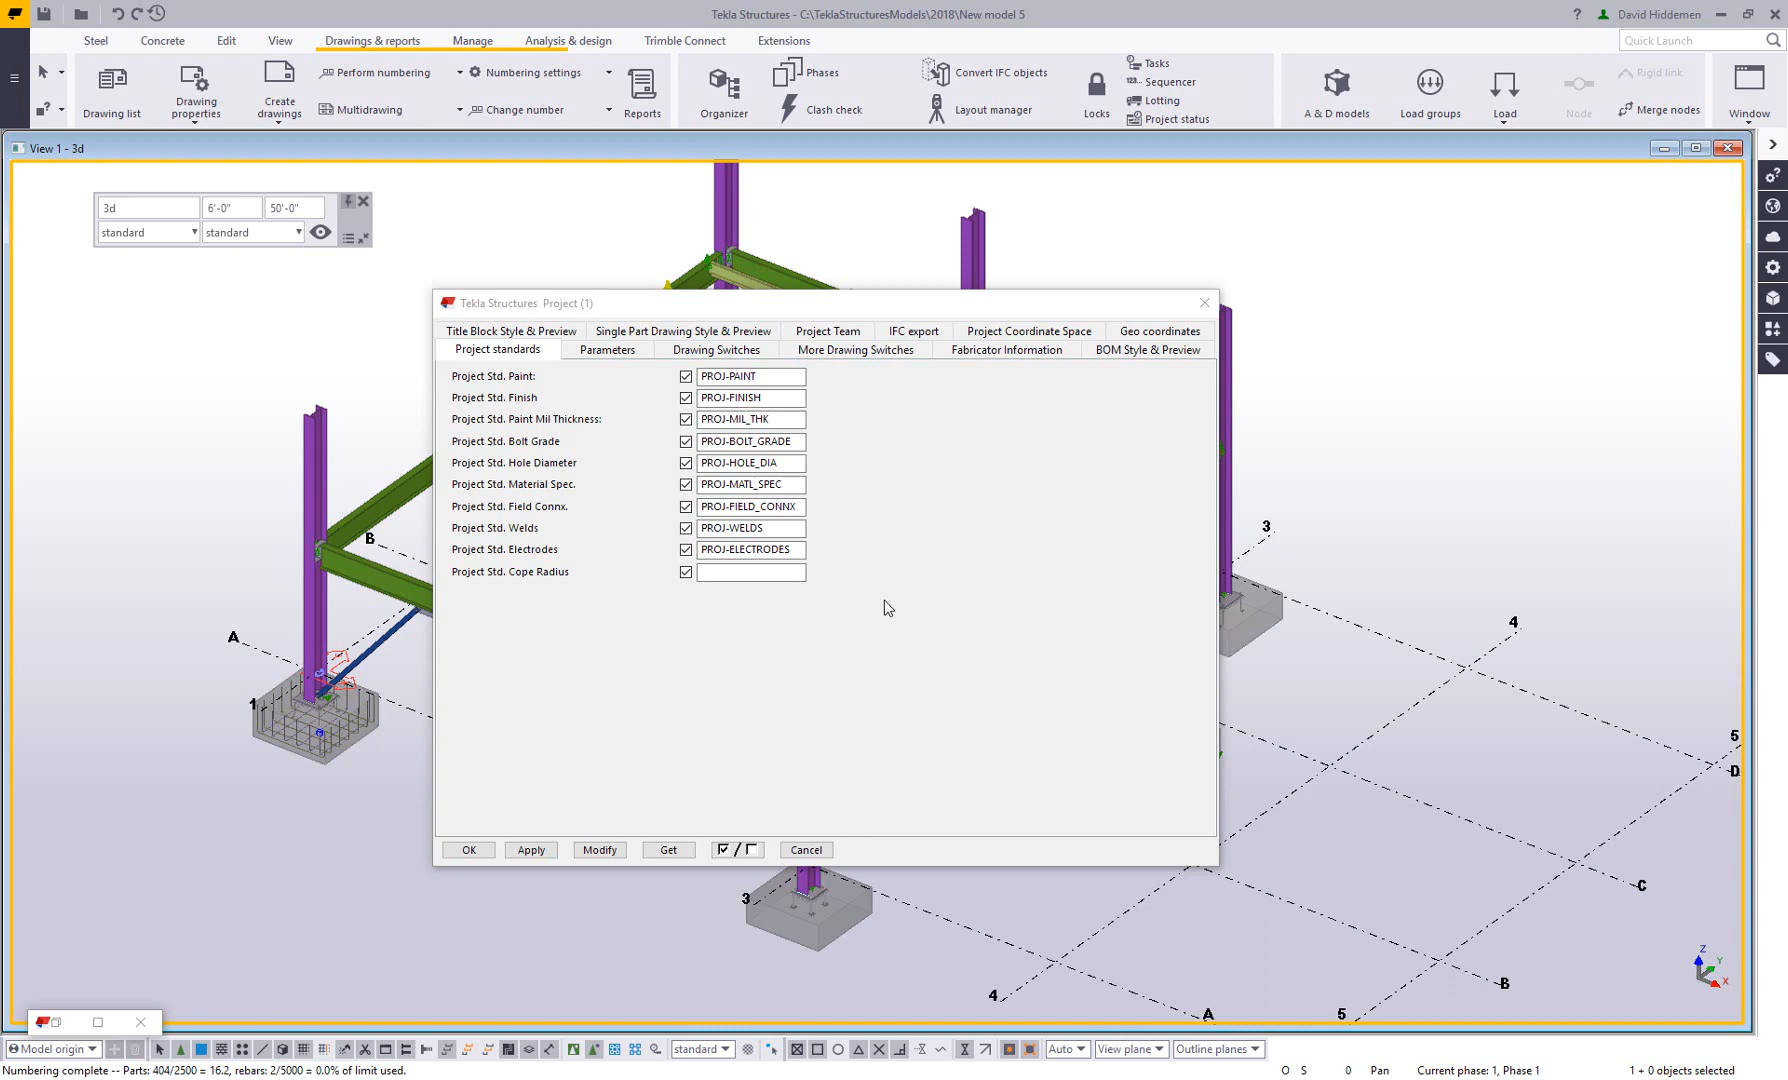 Tekla Structures - C:\TeklaStructuresModels\2018\New model 5
? David Hiddemen
Steel Concrete Edit View Drawings & reports Manage Analysis & design Trimble Connect Extensions
Quick Launch
Drawing list
Drawing properties
Create drawings
Perform numbering
Numbering settings
Multidrawing
Change number
Reports
Organizer
Phases
Clash check
Convert IFC objects
Layout manager
Locks
Tasks
123... Sequencer
Lotting
Project status
A & D models
Load groups
Load
Node
Rigid link
Merge nodes
Window
View 1 - 3d
3d 6'-0" 50'-0"
standard standard
Tekla Structures Project (1)
Title Block Style & Preview Single Part Drawing Style & Preview Project Team IFC export Project Coordinate Space Geo coordinates
Project standards Parameters Drawing Switches More Drawing Switches Fabricator Information BOM Style & Preview
Project Std. Paint: PROJ-PAINT
Project Std. Finish PROJ-FINISH
Project Std. Paint Mil Thickness: PROJ-MIL_THK
Project Std. Bolt Grade PROJ-BOLT_GRADE
Project Std. Hole Diameter PROJ-HOLE_DIA
Project Std. Material Spec. PROJ-MATL_SPEC
Project Std. Field Connx. PROJ-FIELD_CONNX
Project Std. Welds PROJ-WELDS
Project Std. Electrodes PROJ-ELECTRODES
Project Std. Cope Radius
OK Apply Modify Get / Cancel
B
A
1
3
3
4
5
D
C
B
4
A
5
Z
Y
X
Model origin standard Auto View plane Outline planes
Numbering complete -- Parts: 404/2500 = 16.2, rebars: 2/5000 = 0.0% of limit used. O S 0 Pan Current phase: 1, Phase 1 1 + 0 objects selected